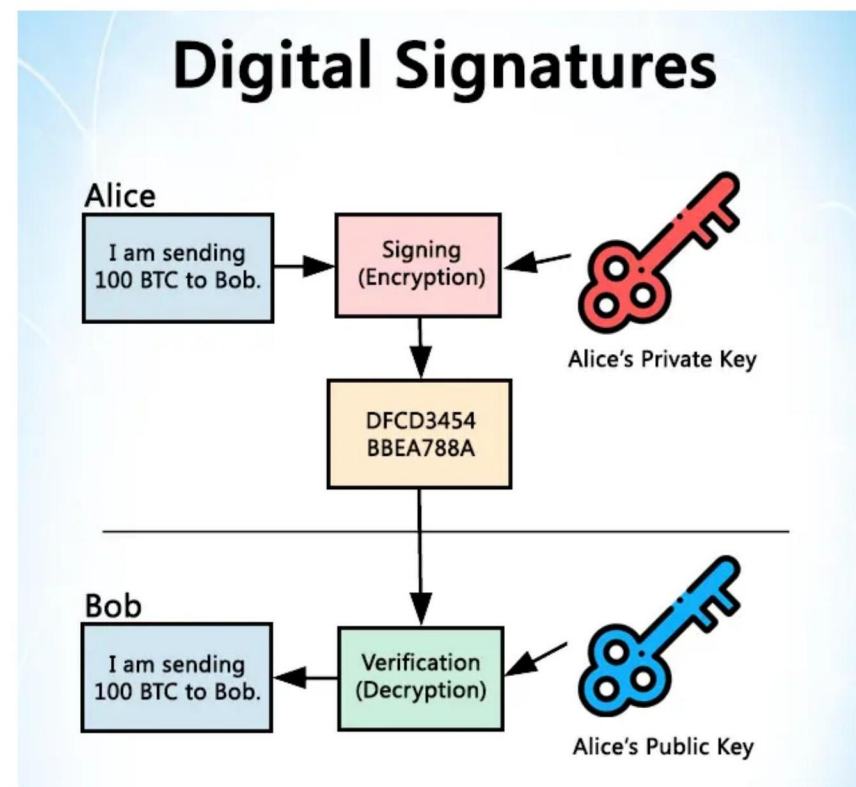 Digital Signatures
Alice
I am sending
100 BTC to Bob.
Signing
(Encryption)
Alice's Private Key
DFCD3454
BBEA788A
Bob
I am sending
100 BTC to Bob.
Verification
(Decryption)
Alice's Public Key